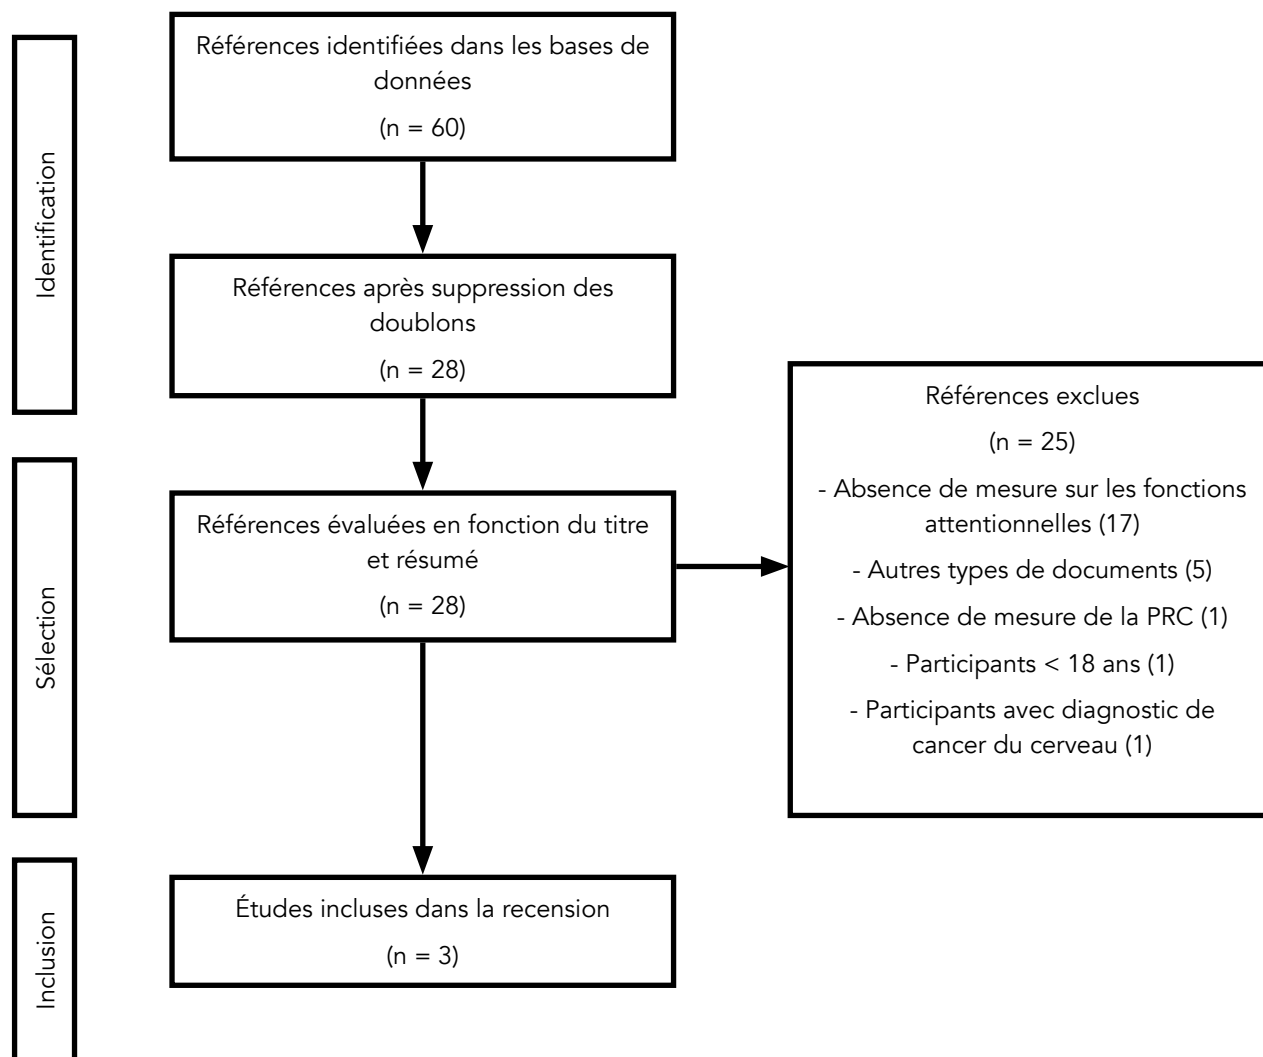 Identification
Références identifiées dans les bases de
données
(n = 60)
Références après suppression des
doublons
(n = 28)
Sélection
Références évaluées en fonction du titre
et résumé
(n = 28)
Références exclues
(n = 25)
- Absence de mesure sur les fonctions
attentionnelles (17)
- Autres types de documents (5)
- Absence de mesure de la PRC (1)
- Participants < 18 ans (1)
- Participants avec diagnostic de
cancer du cerveau (1)
Inclusion
Études incluses dans la recension
(n = 3)